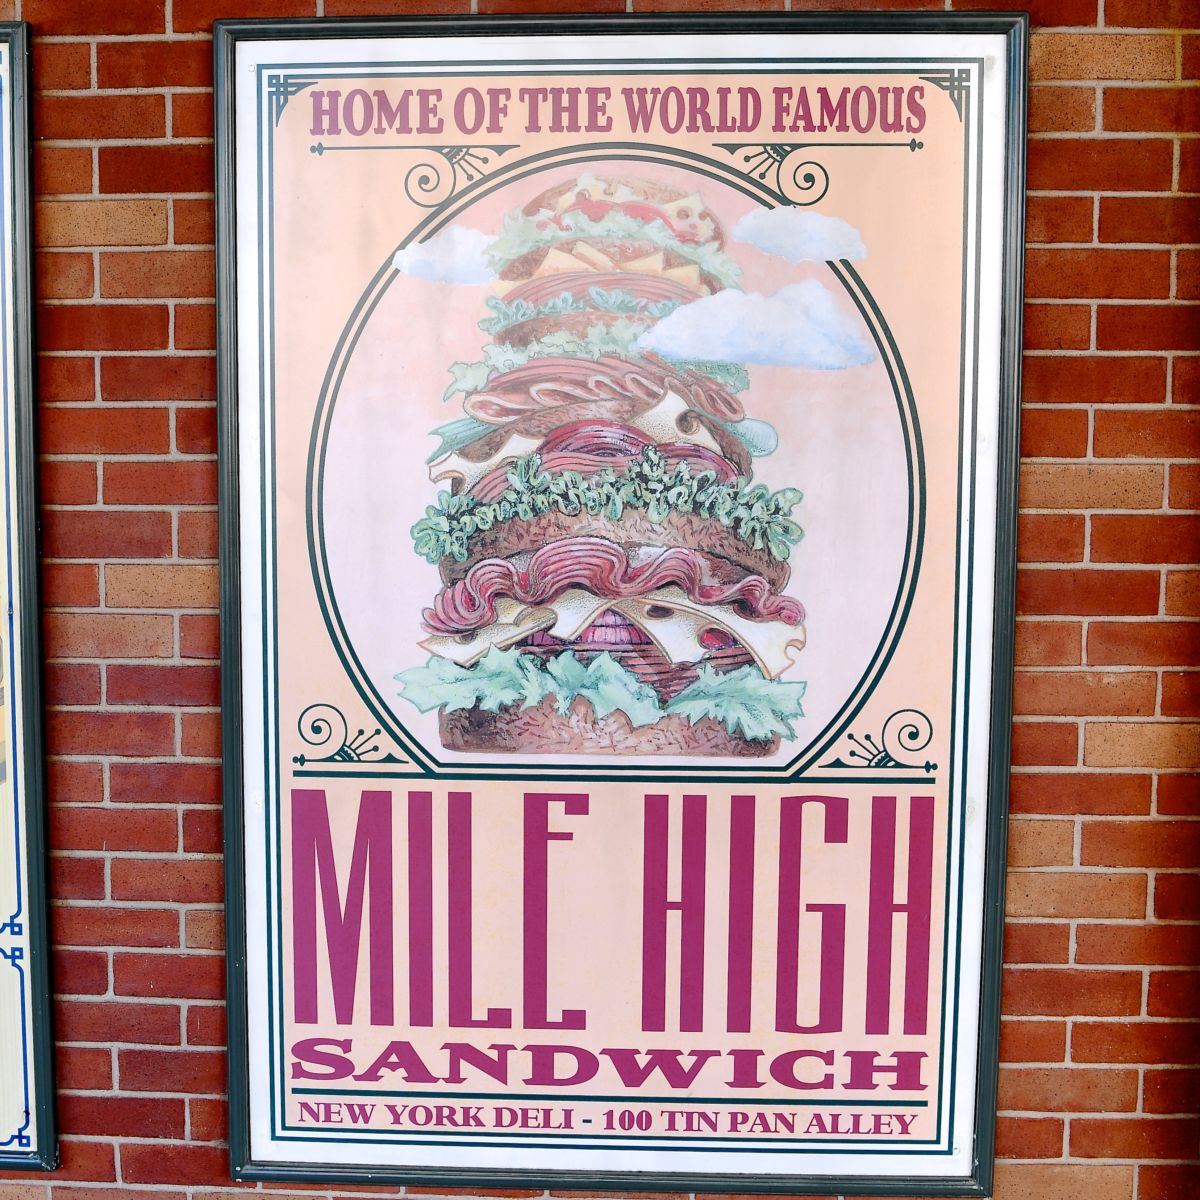 HOME OF THE WORLD FAMOUS
MILE HIGH
SANDWICH
NEW YORK DELI - 100 TIN PAN ALLEY